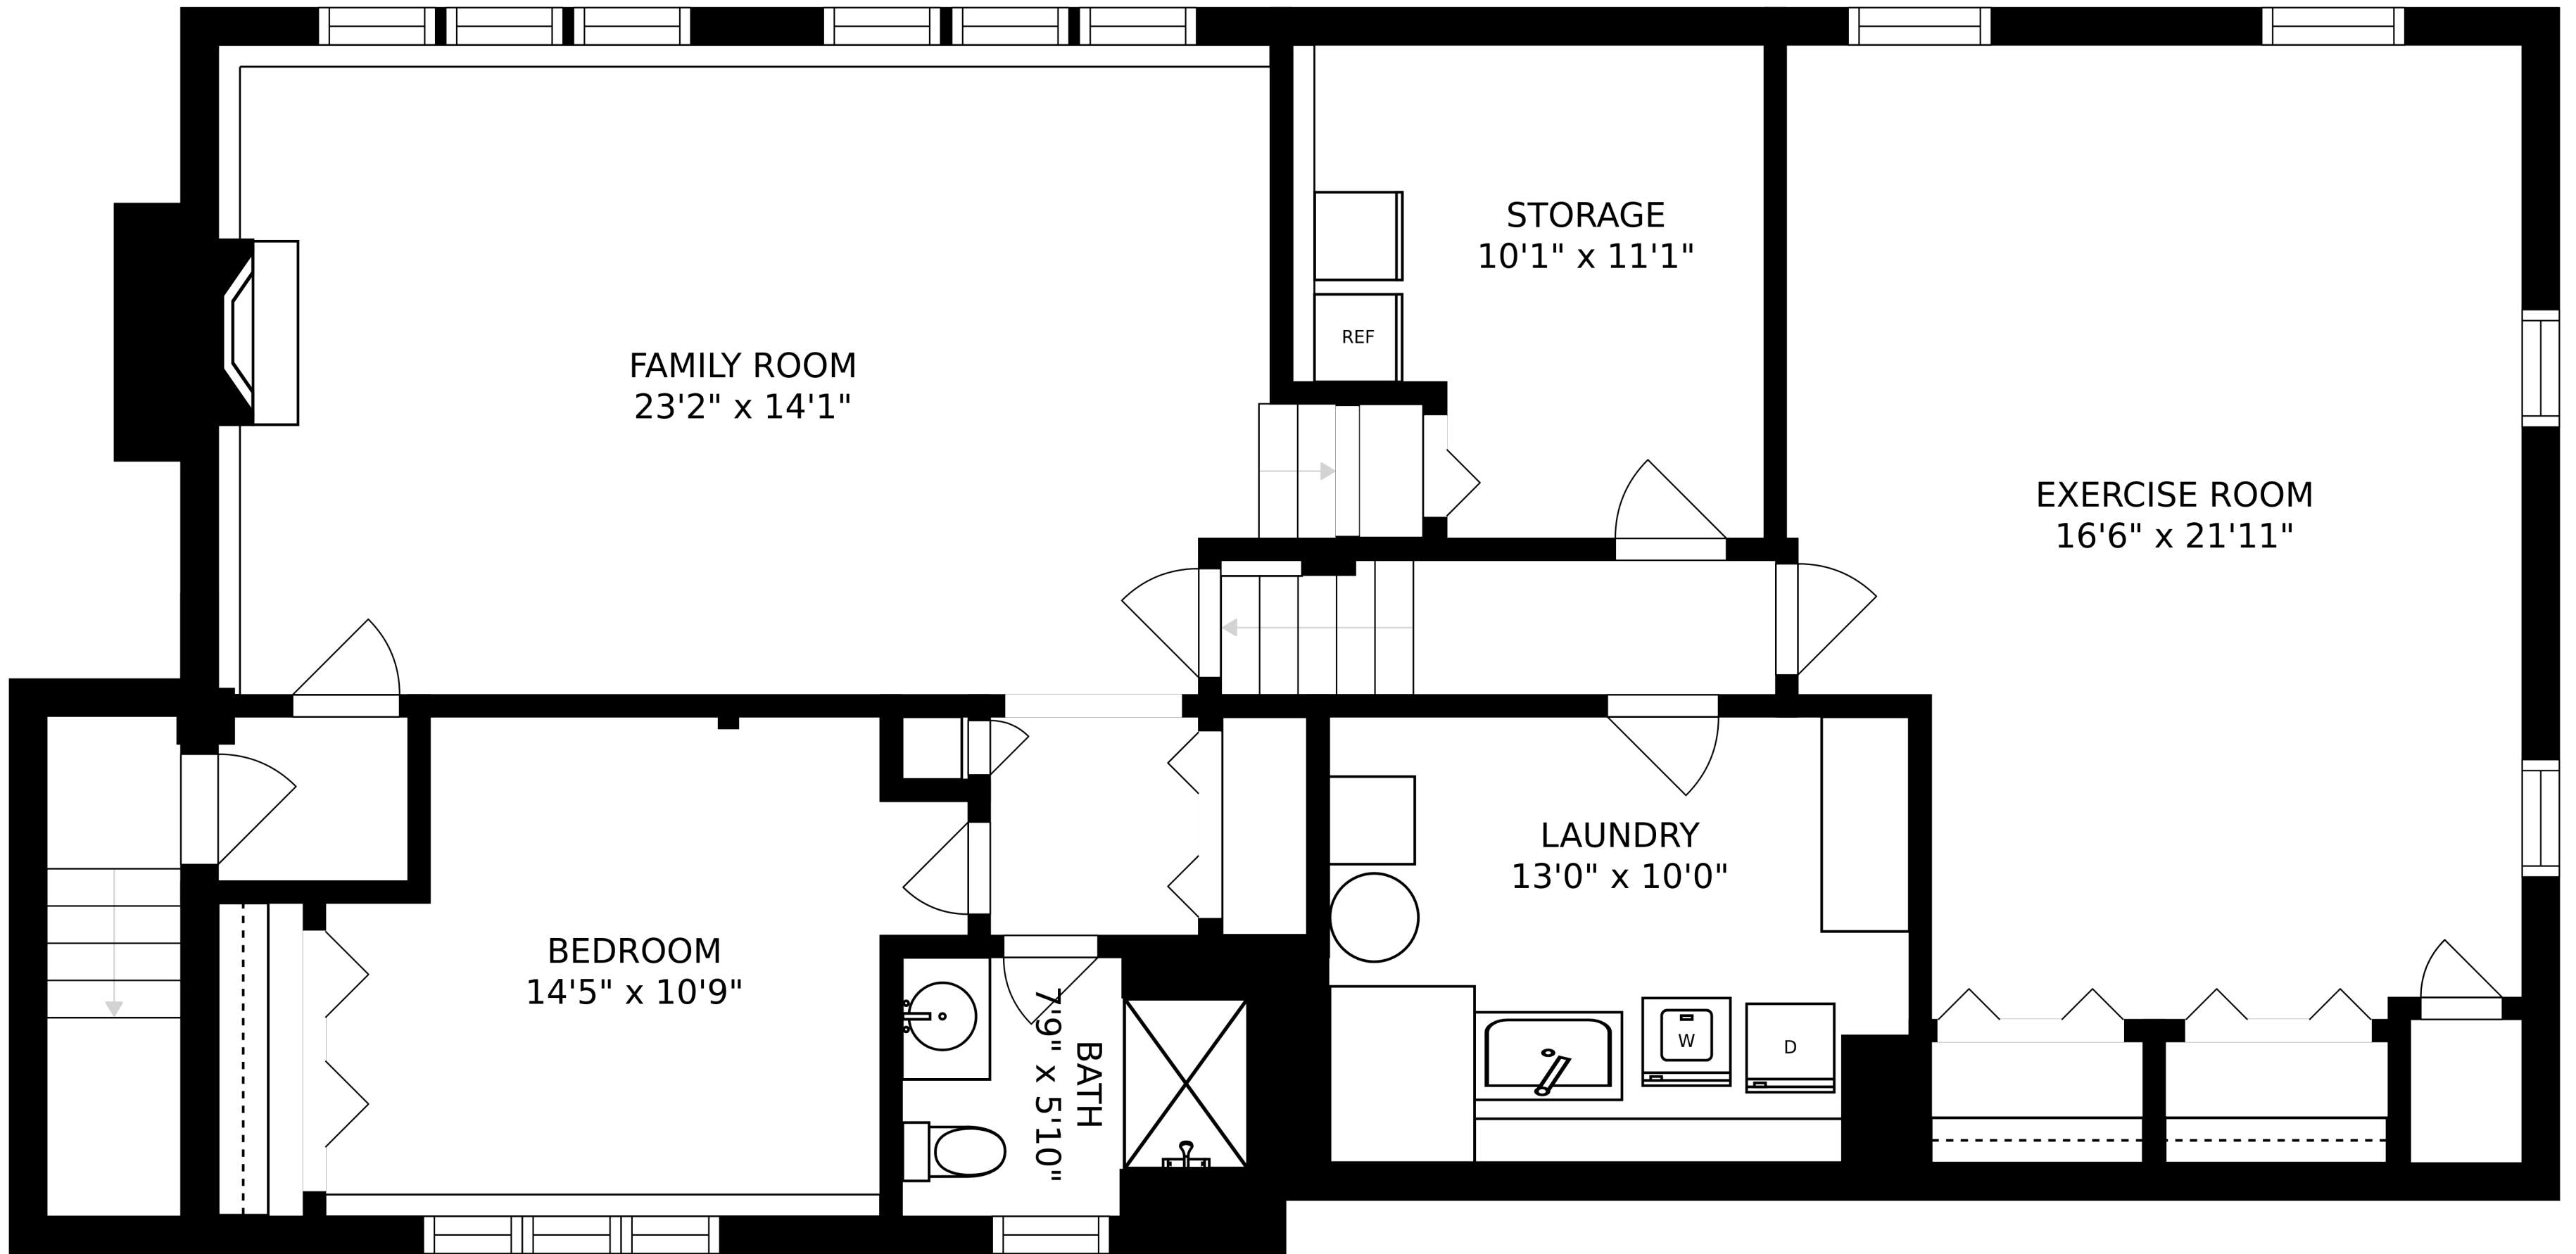 STORAGE
10'1" x 11'1"
REF
FAMILY ROOM
23'2" x 14'1"
EXERCISE ROOM
16'6" x 21'11"
LAUNDRY
13'0" x 10'0"
BEDROOM
14'5" x 10'9"
BATH
7'9" x 5'10"
W
D